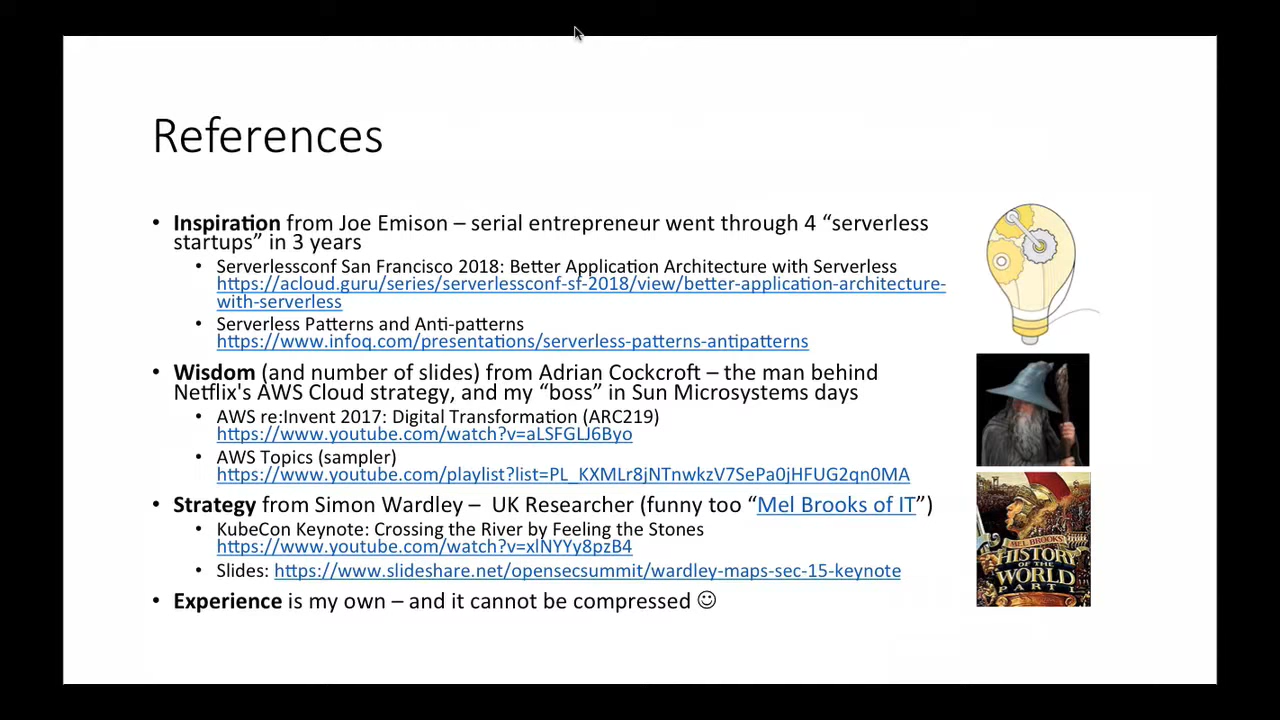 References
• Inspiration from Joe Emison – serial entrepreneur went through 4 “serverless
startups” in 3 years
• Serverlessconf San Francisco 2018: Better Application Architecture with Serverless
https://acloud.guru/series/serverlessconf-sf-2018/view/better-application-architecture-
with-serverless
• Serverless Patterns and Anti-patterns
https://www.infoq.com/presentations/serverless-patterns-antipatterns
• Wisdom (and number of slides) from Adrian Cockcroft – the man behind
Netflix's AWS Cloud strategy, and my “boss” in Sun Microsystems days
• AWS re:Invent 2017: Digital Transformation (ARC219)
https://www.youtube.com/watch?v=aLSFGLJ6Byo
• AWS Topics (sampler)
https://www.youtube.com/playlist?list=PL_KXMLr8jNTnwkzV7SePa0jHFUG2qn0MA
• Strategy from Simon Wardley – UK Researcher (funny too “Mel Brooks of IT”)
• KubeCon Keynote: Crossing the River by Feeling the Stones
https://www.youtube.com/watch?v=xlNYYy8pzB4
• Slides: https://www.slideshare.net/opensecsummit/wardley-maps-sec-15-keynote
• Experience is my own – and it cannot be compressed ☺
MEL BROOKS'
HISTORY
OF THE
WORLD
PART I